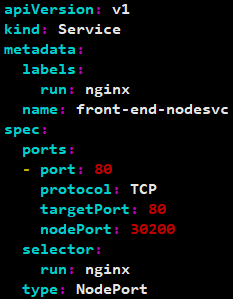 apiVersion: v1
kind: Service
metadata:
  labels:
    run: nginx
  name: front-end-nodesvc
spec:
  ports:
  - port: 80
    protocol: TCP
    targetPort: 80
    nodePort: 30200
  selector:
    run: nginx
  type: NodePort